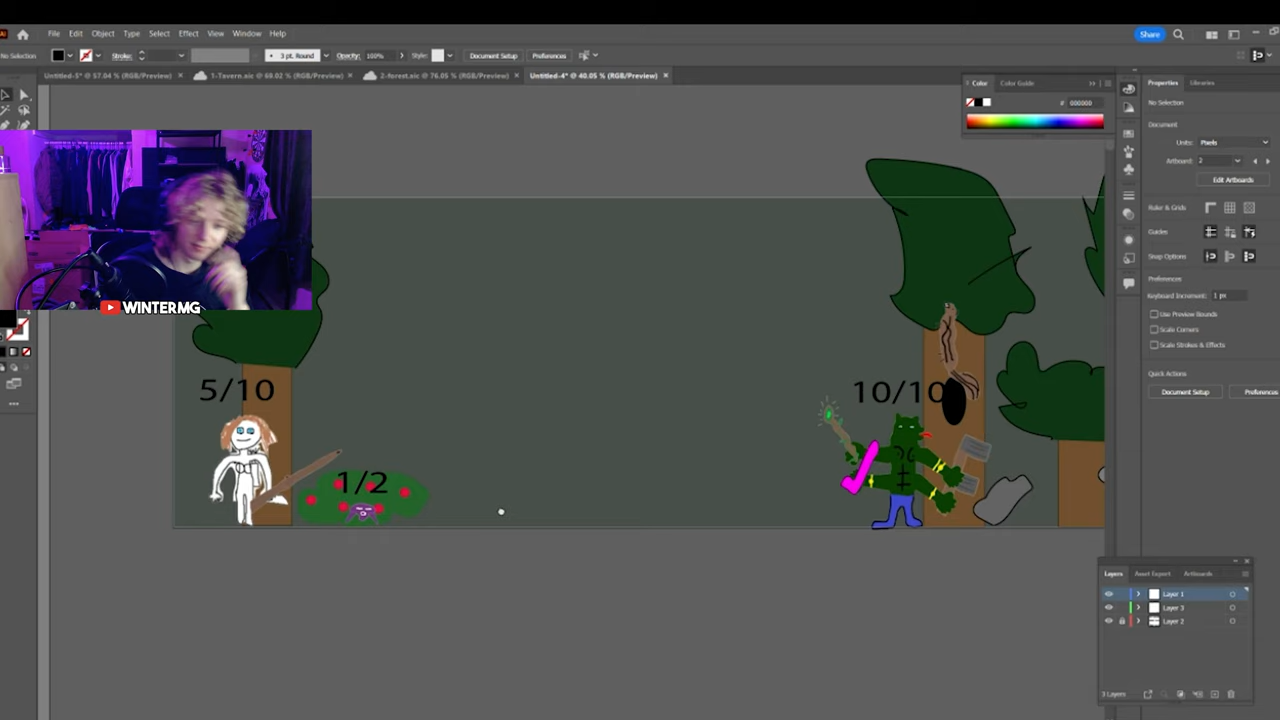 File Edit Object Type Select Effect View Window Help
Share
No Selection
Stroke:
3 pt. Round
Opacity: 100%
Style:
Document Setup
Preferences
Untitled-5* @ 57.04 % (RGB/Preview)
1-Tavern.aic @ 69.02 % (RGB/Preview)
2-forest.aic @ 76.05 % (RGB/Preview)
Untitled-4* @ 40.05 % (RGB/Preview)
Color
Color Guide
# 000000
Properties
Libraries
No Selection
Document
Units: Pixels
Artboard: 2
Edit Artboards
Ruler & Grids
Guides
Snap Options
Preferences
Keyboard Increment: 1 px
Use Preview Bounds
Scale Corners
Scale Strokes & Effects
Quick Actions
Document Setup
Preferences
WINTERMG
5/10
1/2
10/10
Layers
Asset Export
Artboards
Layer 1
Layer 3
Layer 2
3 Layers